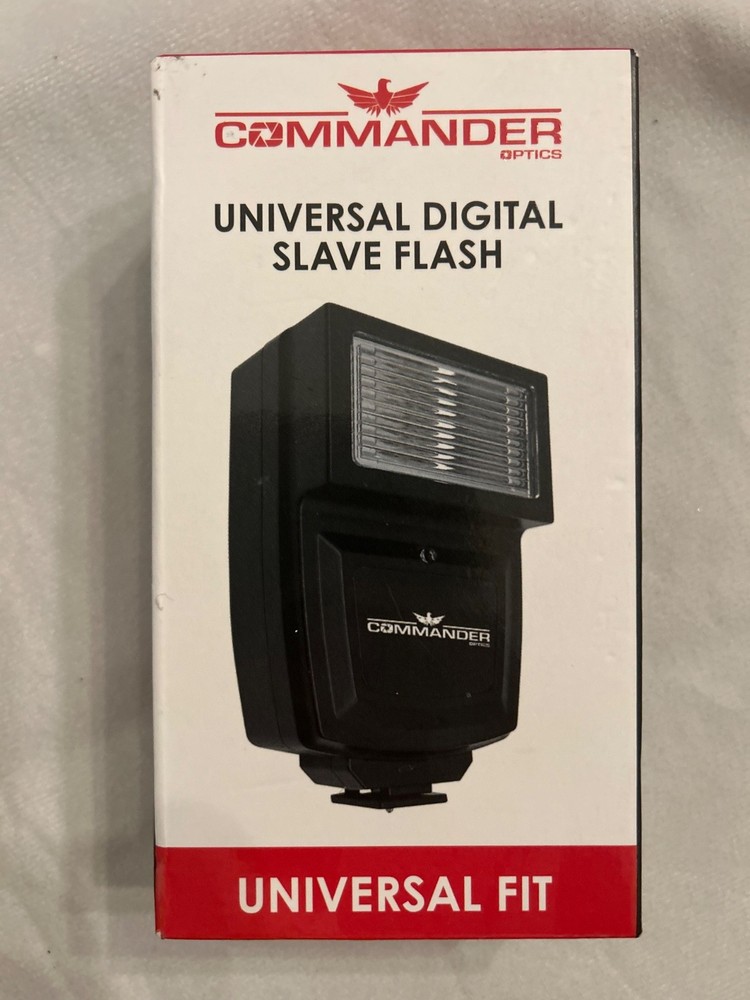 COMMANDER
OPTICS
UNIVERSAL DIGITAL
SLAVE FLASH
COMMANDER
OPTICS
UNIVERSAL FIT